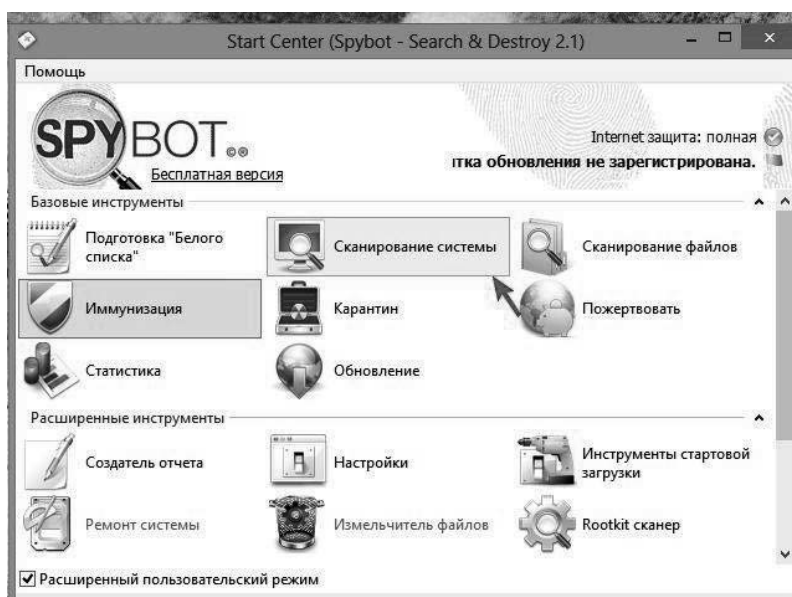 Start Center (Spybot - Search & Destroy 2.1)
Помощь
SPYBOT
Бесплатная версия
Internet защита: полная
тка обновления не зарегистрирована.
Базовые инструменты
Подготовка "Белого
списка"
Сканирование системы
Сканирование файлов
Иммунизация
Карантин
Пожертвовать
Статистика
Обновление
Расширенные инструменты
Создатель отчета
Настройки
Инструменты стартовой
загрузки
Ремонт системы
Измельчитель файлов
Rootkit сканер
Расширенный пользовательский режим